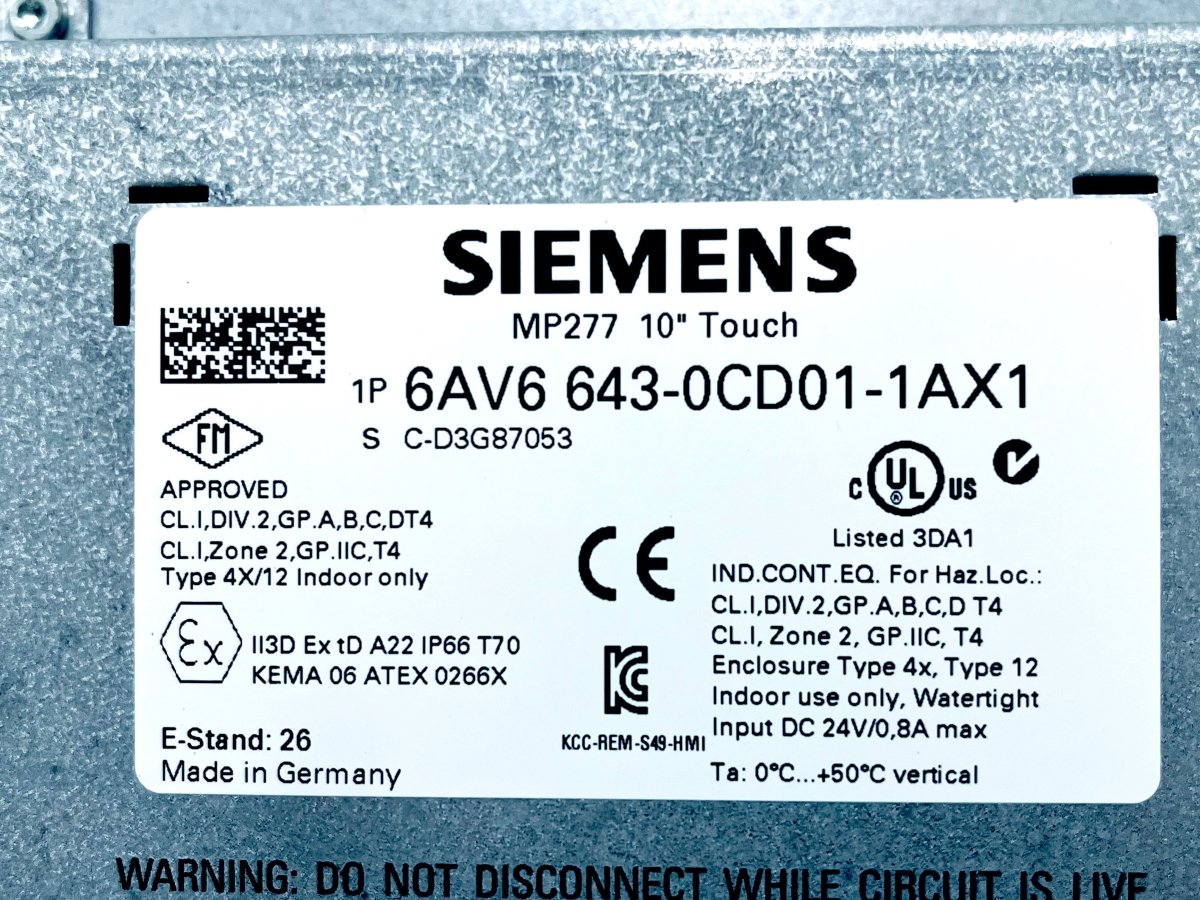 SIEMENS
MP277 10" Touch
1P 6AV6 643-0CD01-1AX1
S C-D3G87053
FM
APPROVED
CL.I,DIV.2,GP.A,B,C,DT4
CL.I,Zone 2,GP.IIC,T4
Type 4X/12 Indoor only
Ex II3D Ex tD A22 IP66 T70
KEMA 06 ATEX 0266X
E-Stand: 26
Made in Germany
CE
KC
KCC-REM-S49-HMI
C UL ® US
Listed 3DA1
IND.CONT.EQ. For Haz.Loc.:
CL.I,DIV.2,GP.A,B,C,D T4
CL.I, Zone 2, GP.IIC, T4
Enclosure Type 4x, Type 12
Indoor use only, Watertight
Input DC 24V/0,8A max
Ta: 0°C...+50°C vertical
WARNING: DO NOT DISCONNECT WHILE CIRCUIT IS LIVE